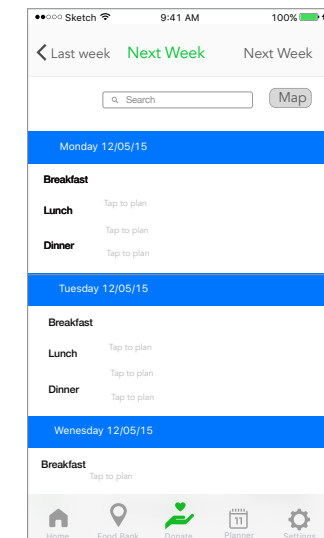 Sketch 9:41 AM 100%
Last week Next Week Next Week
Search Map
Monday 12/05/15
Breakfast
Tap to plan
Lunch
Tap to plan
Dinner
Tap to plan
Tuesday 12/05/15
Breakfast
Tap to plan
Lunch
Tap to plan
Dinner
Tap to plan
Wenesday 12/05/15
Breakfast
Tap to plan
11
Home Food Bank Donate Planner Settings